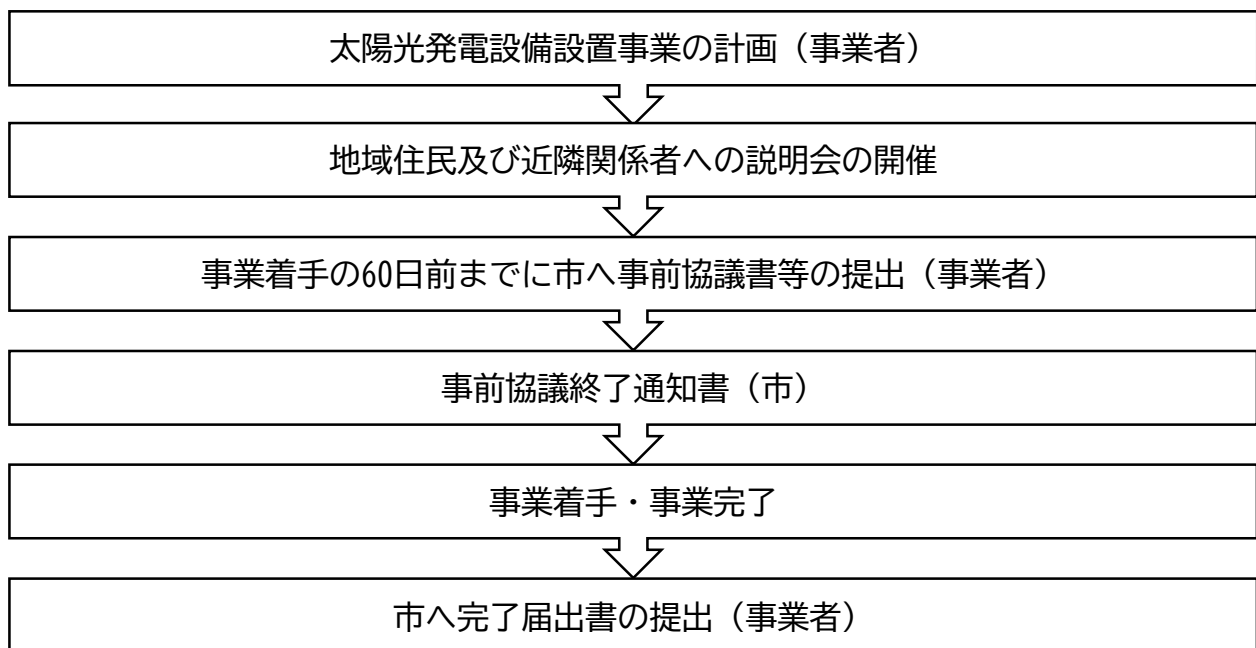 太陽光発電設備設置事業の計画（事業者）
地域住民及び近隣関係者への説明会の開催
事業着手の60日前までに市へ事前協議書等の提出（事業者）
事前協議終了通知書（市）
事業着手・事業完了
市へ完了届出書の提出（事業者）